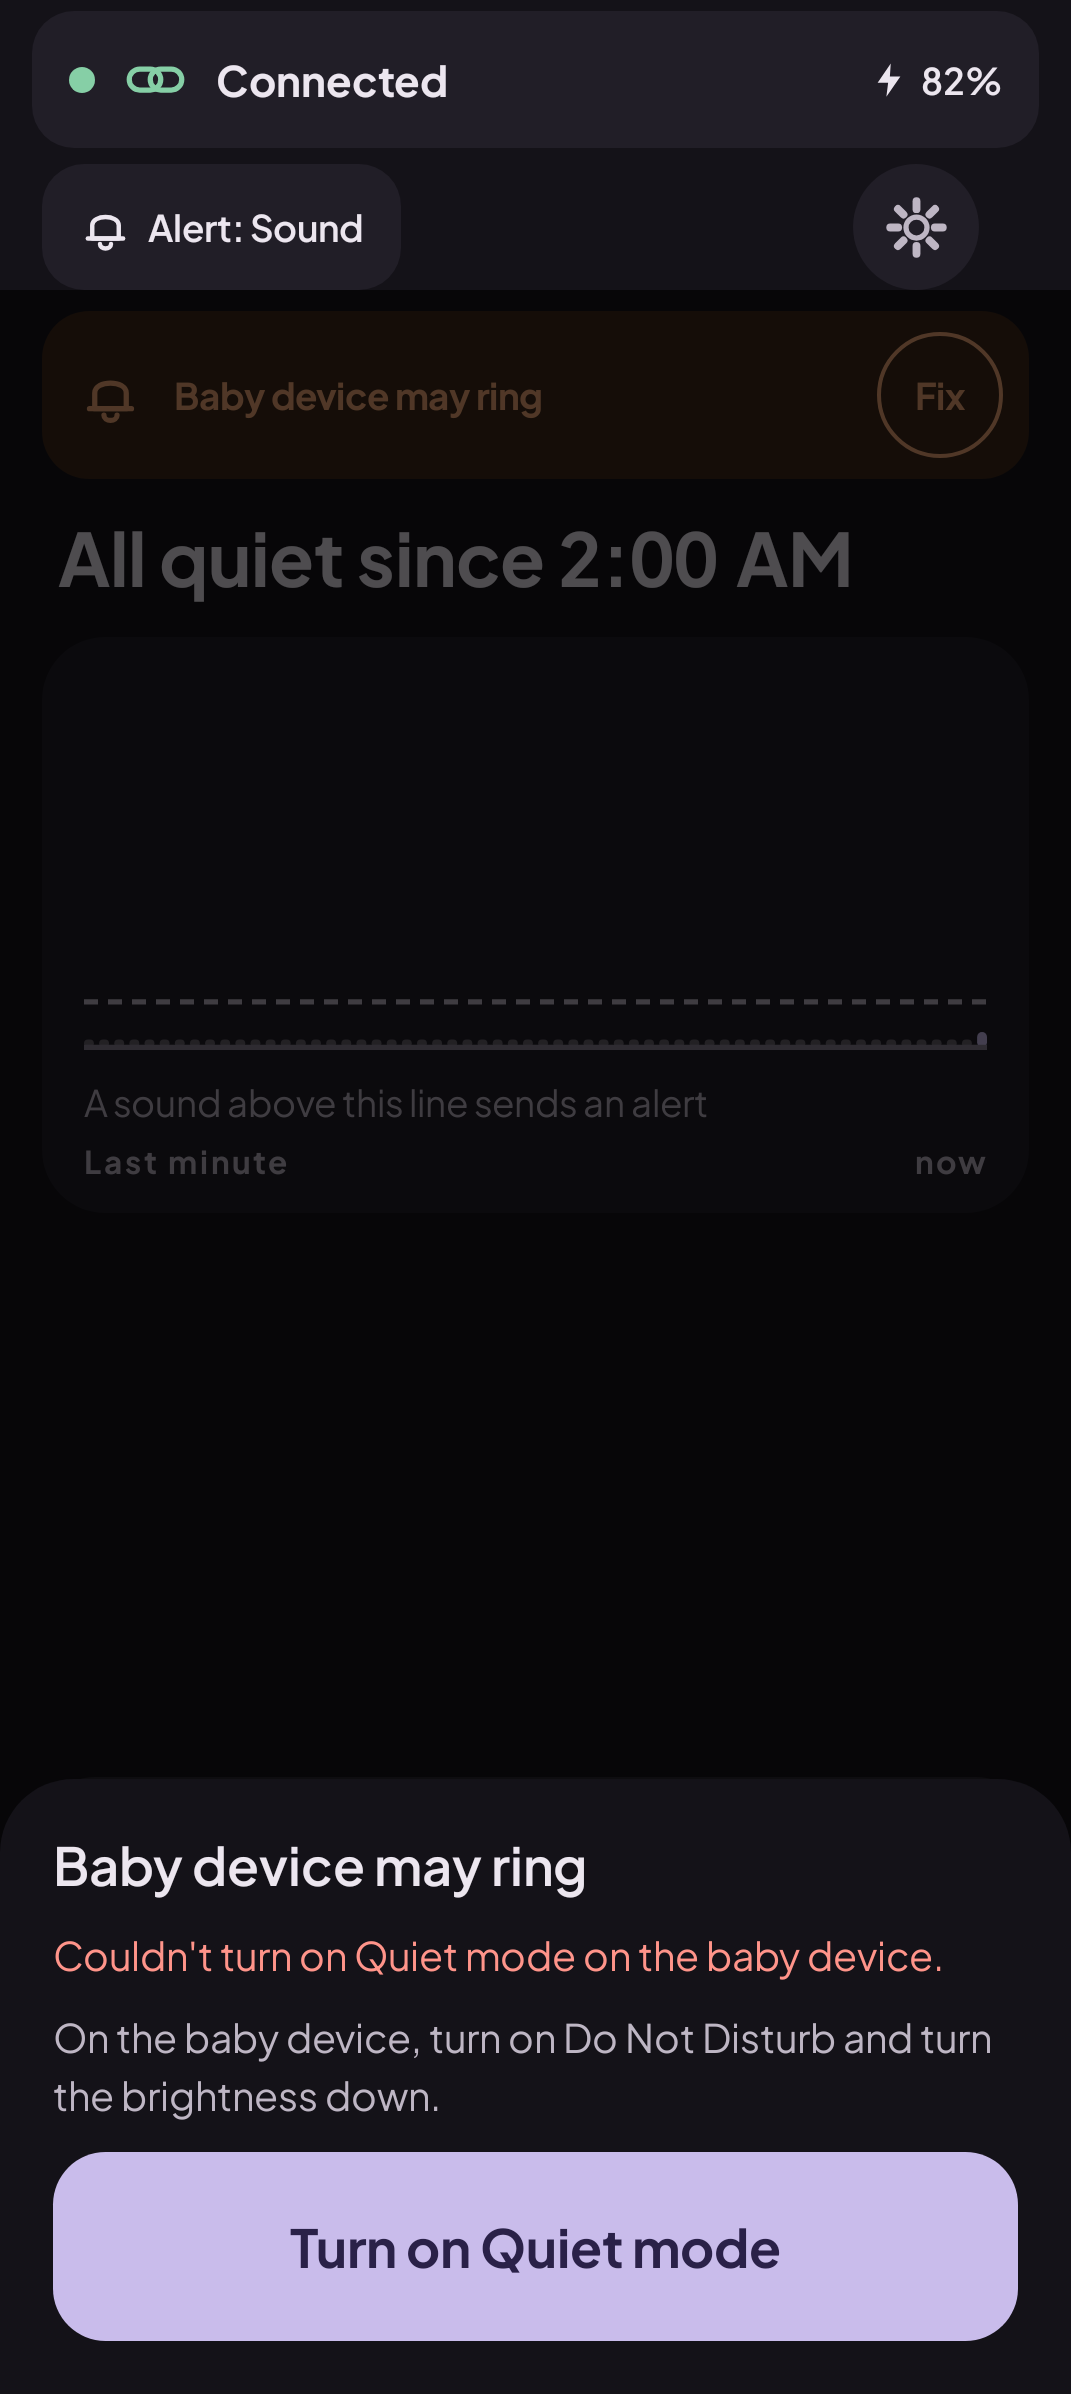 Connected
82%
Alert: Sound
Baby device may ring
Fix
All quiet since 2:00 AM
A sound above this line sends an alert
Last minute
now
Baby device may ring
Couldn't turn on Quiet mode on the baby device.
On the baby device, turn on Do Not Disturb and turn
the brightness down.
Turn on Quiet mode